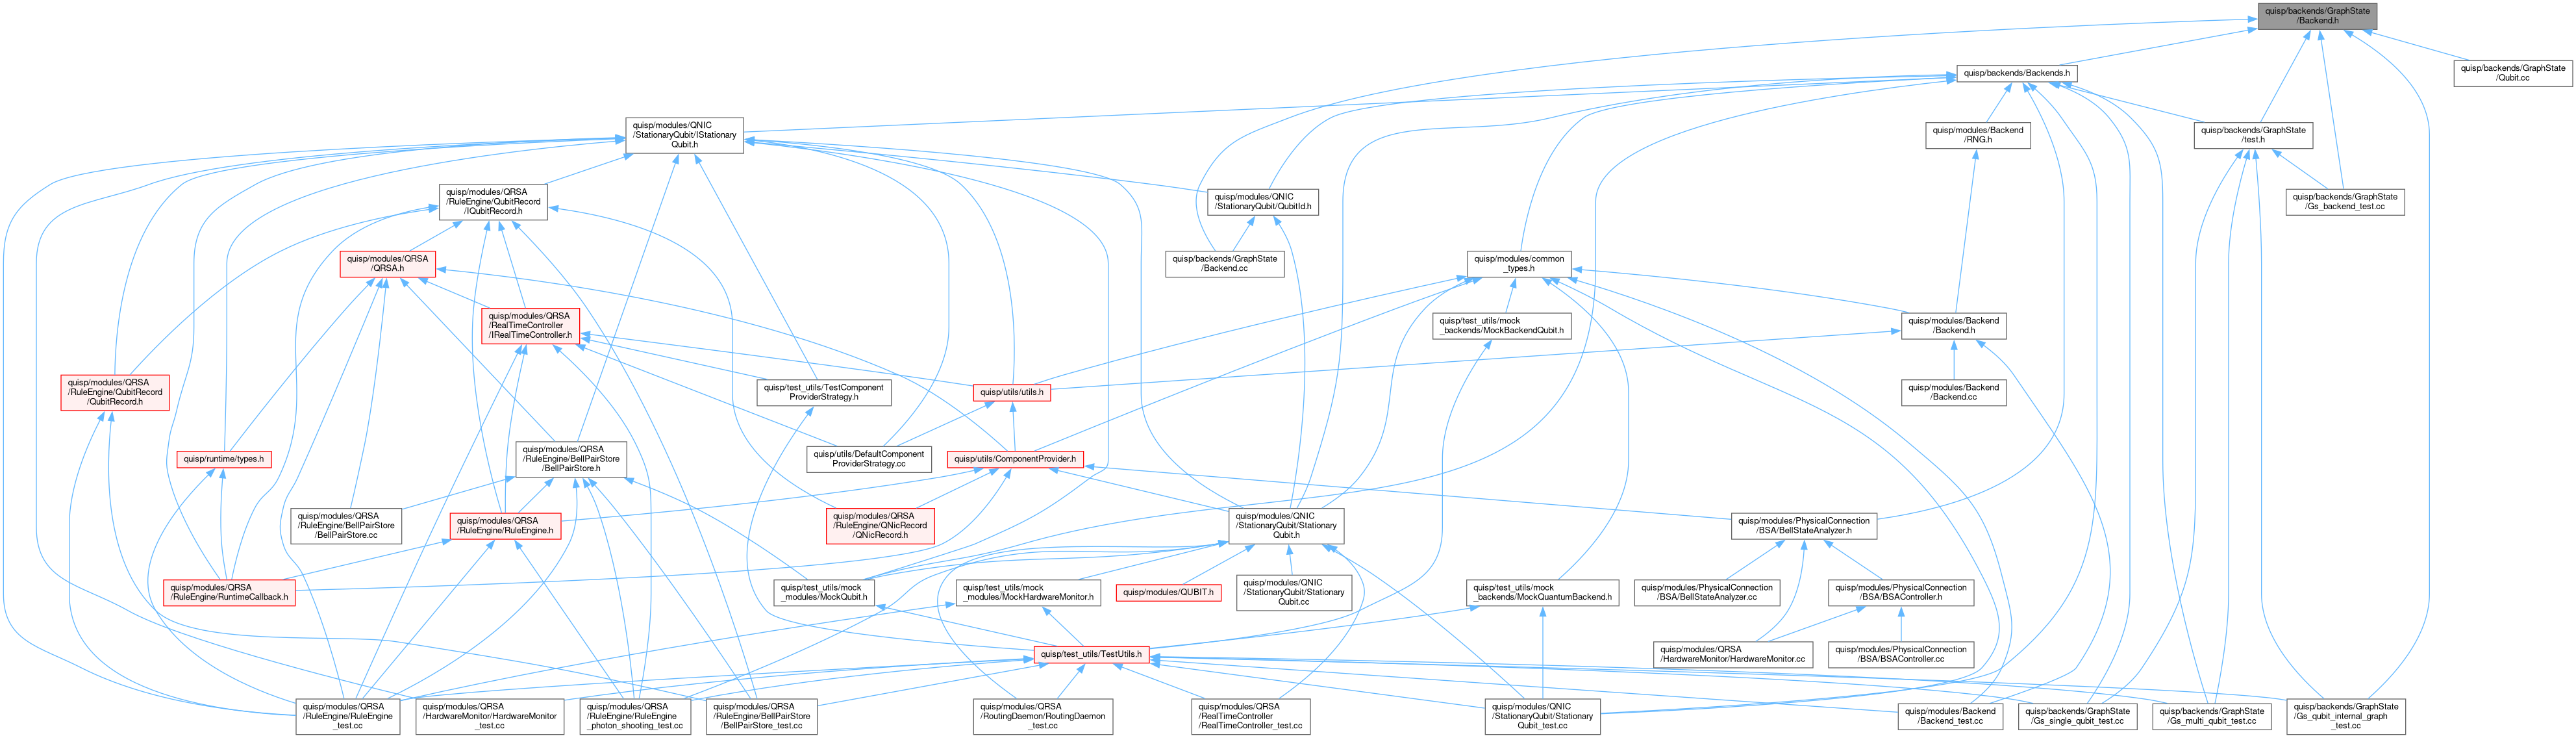 quisp/backends/GraphState
/Backend.h
quisp/backends/Backends.h
quisp/backends/GraphState
/Qubit.cc
quisp/modules/QNIC
/StationaryQubit/IStationary
Qubit.h
quisp/modules/Backend
/RNG.h
quisp/backends/GraphState
/test.h
quisp/modules/QRSA
/RuleEngine/QubitRecord
/IQubitRecord.h
quisp/modules/QNIC
/StationaryQubit/QubitId.h
quisp/backends/GraphState
/Gs_backend_test.cc
quisp/modules/QRSA
/QRSA.h
quisp/backends/GraphState
/Backend.cc
quisp/modules/common
_types.h
quisp/modules/QRSA
/RealTimeController
/IRealTimeController.h
quisp/test_utils/mock
_backends/MockBackendQubit.h
quisp/modules/Backend
/Backend.h
quisp/modules/QRSA
/RuleEngine/QubitRecord
/QubitRecord.h
quisp/test_utils/TestComponent
ProviderStrategy.h
quisp/utils/utils.h
quisp/modules/Backend
/Backend.cc
quisp/runtime/types.h
quisp/modules/QRSA
/RuleEngine/BellPairStore
/BellPairStore.h
quisp/utils/DefaultComponent
ProviderStrategy.cc
quisp/utils/ComponentProvider.h
quisp/modules/QRSA
/RuleEngine/BellPairStore
/BellPairStore.cc
quisp/modules/QRSA
/RuleEngine/RuleEngine.h
quisp/modules/QRSA
/RuleEngine/QNicRecord
/QNicRecord.h
quisp/modules/QNIC
/StationaryQubit/Stationary
Qubit.h
quisp/modules/PhysicalConnection
/BSA/BellStateAnalyzer.h
quisp/modules/QRSA
/RuleEngine/RuntimeCallback.h
quisp/test_utils/mock
_modules/MockQubit.h
quisp/test_utils/mock
_modules/MockHardwareMonitor.h
quisp/modules/QUBIT.h
quisp/modules/QNIC
/StationaryQubit/Stationary
Qubit.cc
quisp/test_utils/mock
_backends/MockQuantumBackend.h
quisp/modules/PhysicalConnection
/BSA/BellStateAnalyzer.cc
quisp/modules/PhysicalConnection
/BSA/BSAController.h
quisp/test_utils/TestUtils.h
quisp/modules/QRSA
/HardwareMonitor/HardwareMonitor.cc
quisp/modules/PhysicalConnection
/BSA/BSAController.cc
quisp/modules/QRSA
/RuleEngine/RuleEngine
_test.cc
quisp/modules/QRSA
/HardwareMonitor/HardwareMonitor
_test.cc
quisp/modules/QRSA
/RuleEngine/RuleEngine
_photon_shooting_test.cc
quisp/modules/QRSA
/RuleEngine/BellPairStore
/BellPairStore_test.cc
quisp/modules/QRSA
/RoutingDaemon/RoutingDaemon
_test.cc
quisp/modules/QRSA
/RealTimeController
/RealTimeController_test.cc
quisp/modules/QNIC
/StationaryQubit/Stationary
Qubit_test.cc
quisp/modules/Backend
/Backend_test.cc
quisp/backends/GraphState
/Gs_single_qubit_test.cc
quisp/backends/GraphState
/Gs_multi_qubit_test.cc
quisp/backends/GraphState
/Gs_qubit_internal_graph
_test.cc